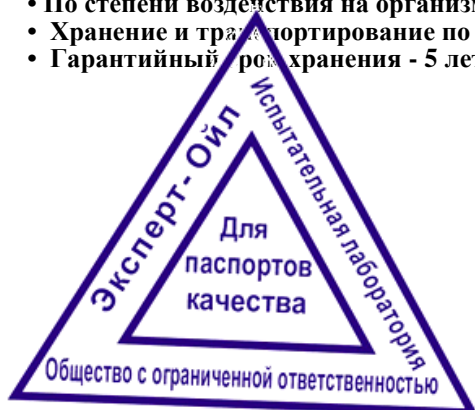 • По степени воздействия на организм
• Хранение и транспортирование по
• Гарантийный срок хранения - 5 лет
Эксперт-Ойл
Испытательная лаборатория
Для
паспортов
качества
Общество с ограниченной ответственностью